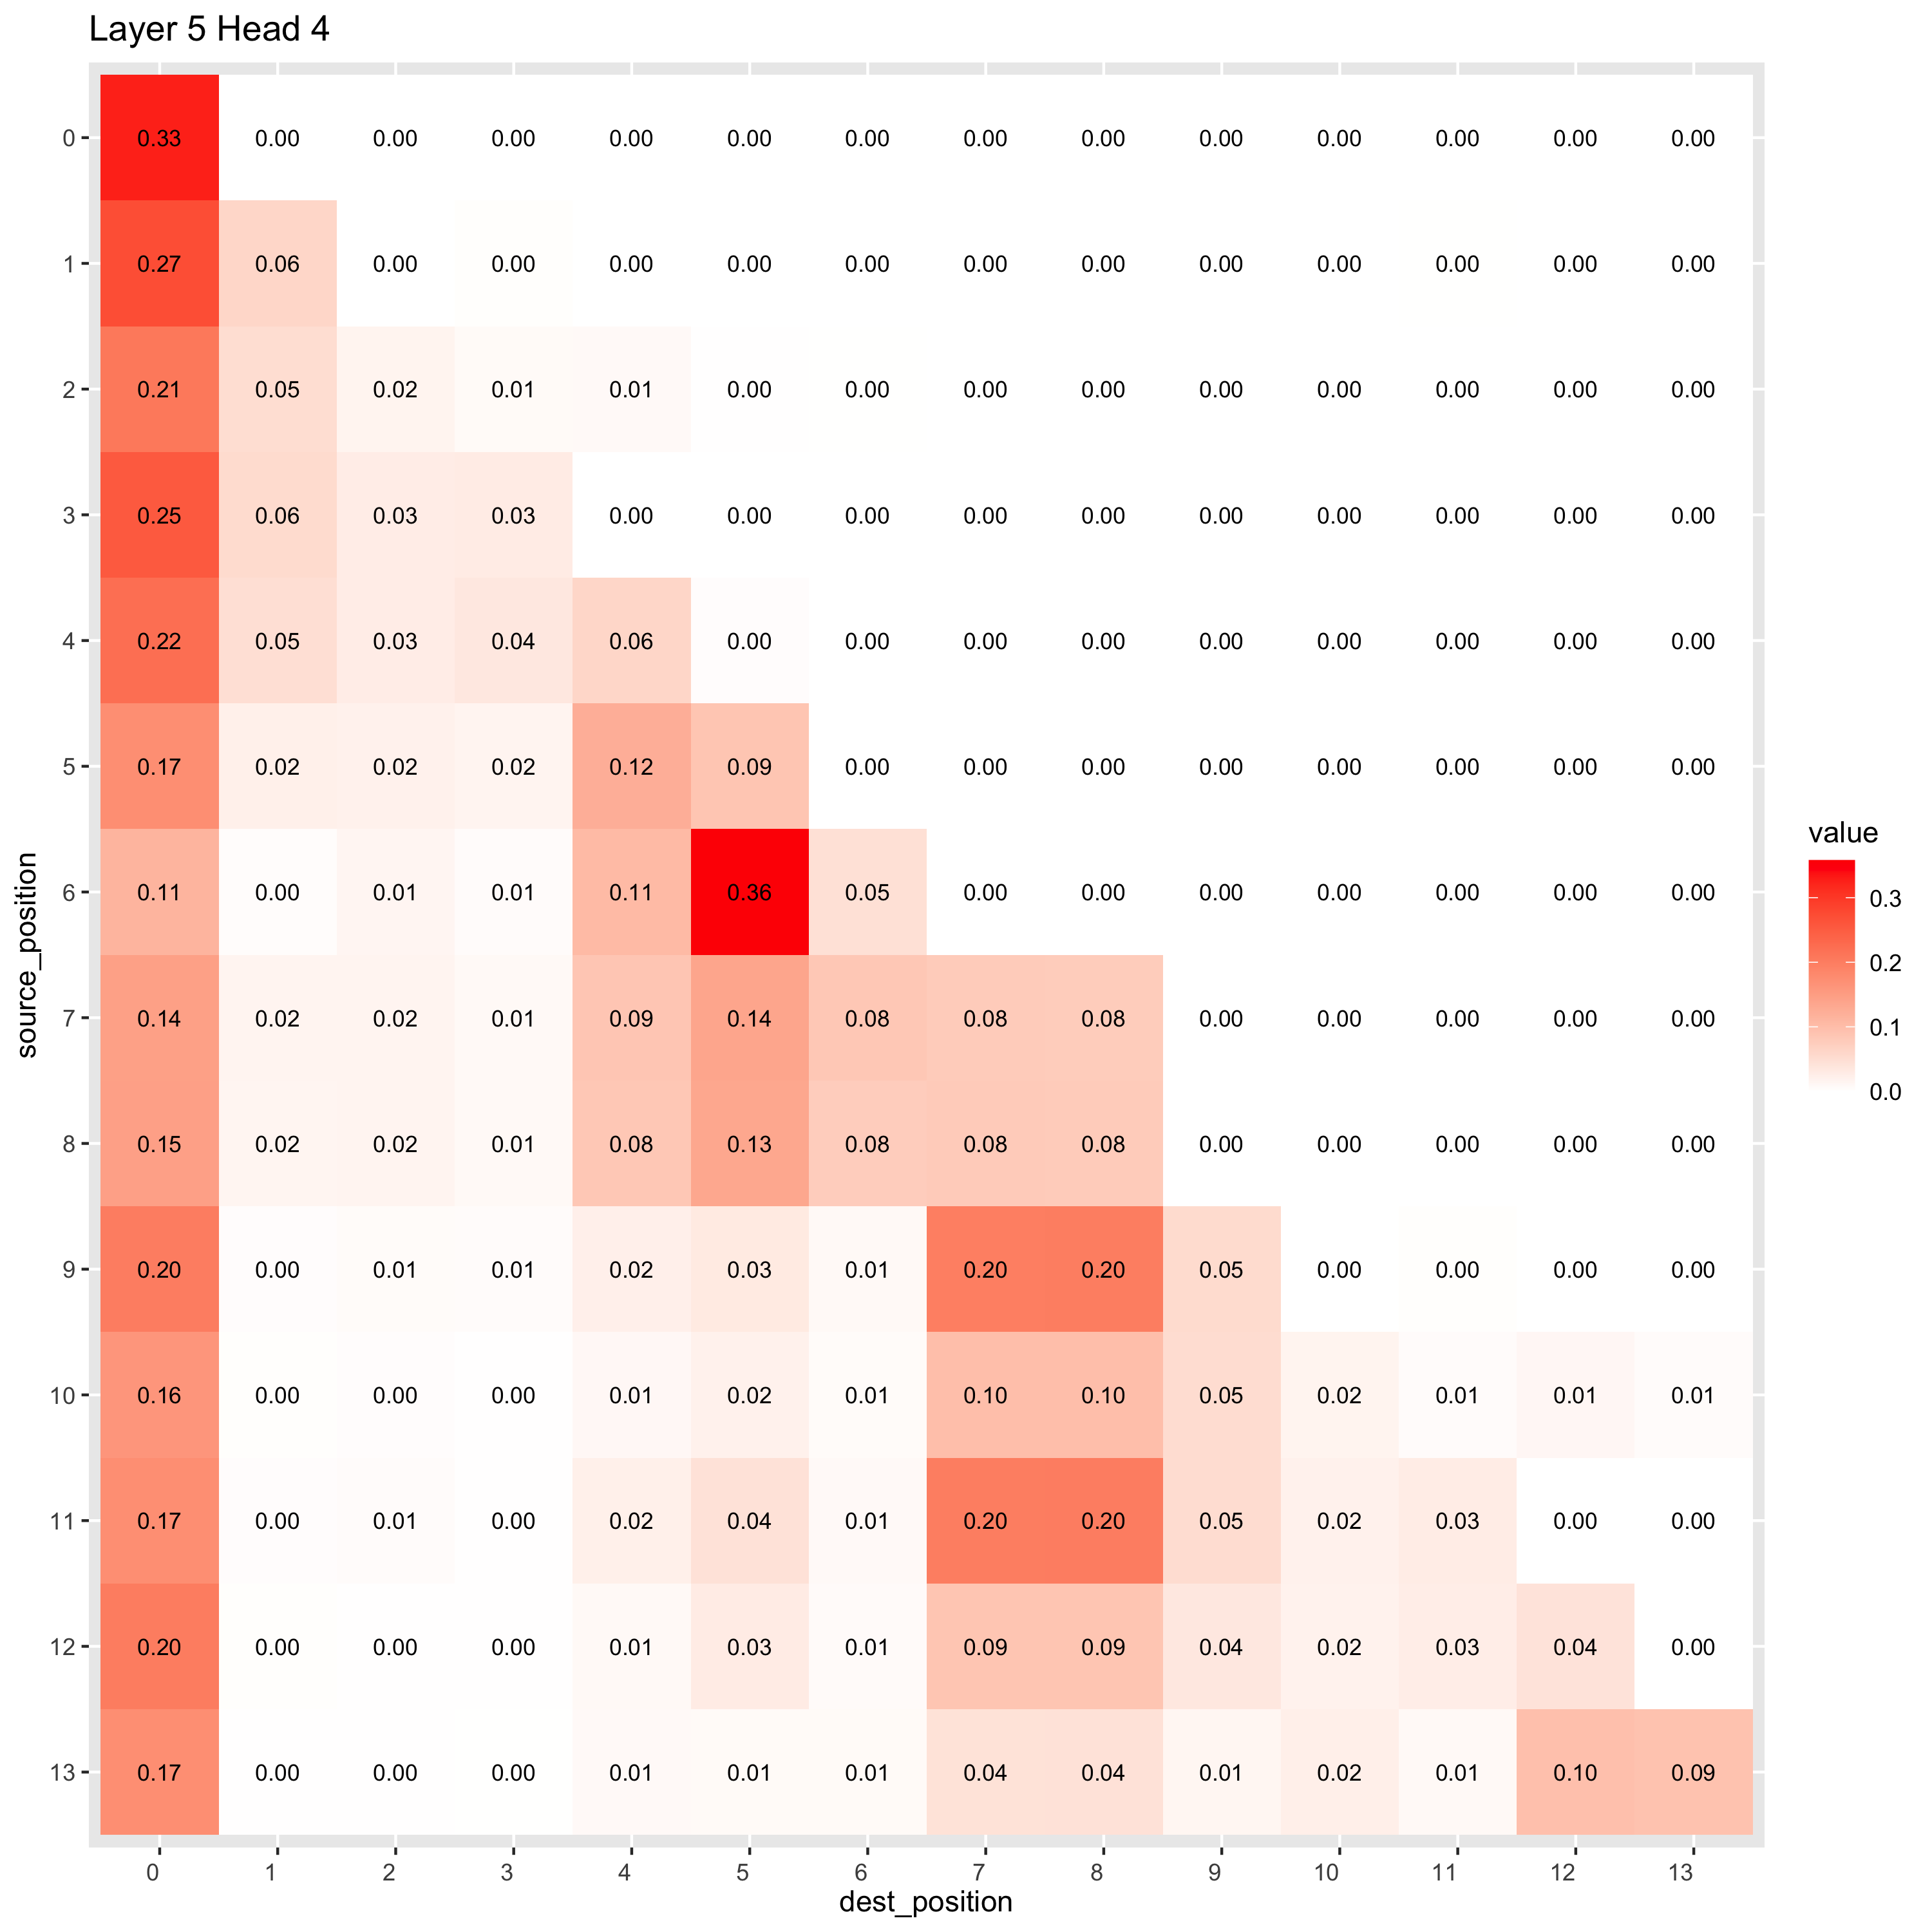 Layer 5 Head 4
0 0.33 0.00 0.00 0.00 0.00 0.00 0.00 0.00 0.00 0.00 0.00 0.00 0.00 0.00
1 0.27 0.06 0.00 0.00 0.00 0.00 0.00 0.00 0.00 0.00 0.00 0.00 0.00 0.00
2 0.21 0.05 0.02 0.01 0.01 0.00 0.00 0.00 0.00 0.00 0.00 0.00 0.00 0.00
3 0.25 0.06 0.03 0.03 0.00 0.00 0.00 0.00 0.00 0.00 0.00 0.00 0.00 0.00
4 0.22 0.05 0.03 0.04 0.06 0.00 0.00 0.00 0.00 0.00 0.00 0.00 0.00 0.00
5 0.17 0.02 0.02 0.02 0.12 0.09 0.00 0.00 0.00 0.00 0.00 0.00 0.00 0.00
6 0.11 0.00 0.01 0.01 0.11 0.36 0.05 0.00 0.00 0.00 0.00 0.00 0.00 0.00
7 0.14 0.02 0.02 0.01 0.09 0.14 0.08 0.08 0.08 0.00 0.00 0.00 0.00 0.00
8 0.15 0.02 0.02 0.01 0.08 0.13 0.08 0.08 0.08 0.00 0.00 0.00 0.00 0.00
9 0.20 0.00 0.01 0.01 0.02 0.03 0.01 0.20 0.20 0.05 0.00 0.00 0.00 0.00
10 0.16 0.00 0.00 0.00 0.01 0.02 0.01 0.10 0.10 0.05 0.02 0.01 0.01 0.01
11 0.17 0.00 0.01 0.00 0.02 0.04 0.01 0.20 0.20 0.05 0.02 0.03 0.00 0.00
12 0.20 0.00 0.00 0.00 0.01 0.03 0.01 0.09 0.09 0.04 0.02 0.03 0.04 0.00
13 0.17 0.00 0.00 0.00 0.01 0.01 0.01 0.04 0.04 0.01 0.02 0.01 0.10 0.09
0 1 2 3 4 5 6 7 8 9 10 11 12 13
dest_position
source_position
value
0.3
0.2
0.1
0.0